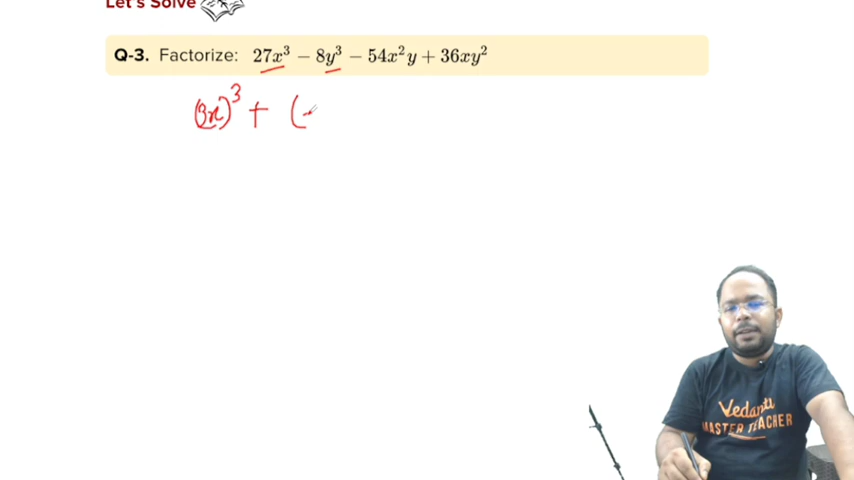 Let's Solve
Q-3. Factorize: 27x³ − 8y³ − 54x²y + 36xy²
(3x)³ + (-
Vedantu
MASTER TEACHER